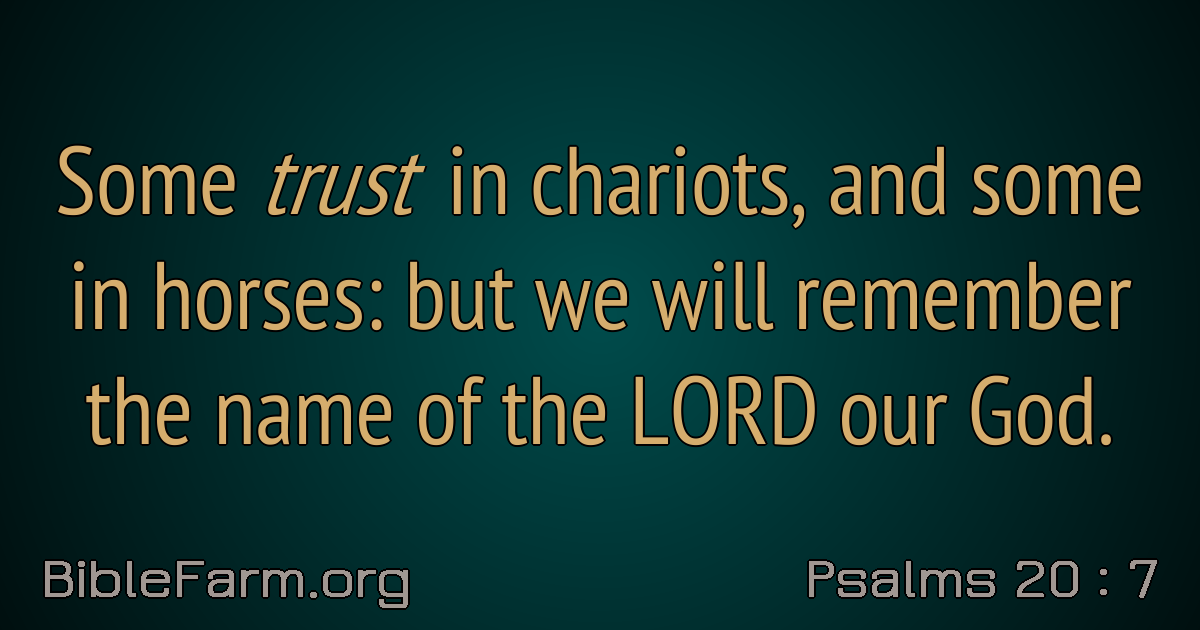 Some trust in chariots, and some
in horses: but we will remember
the name of the LORD our God.
BibleFarm.org
Psalms 20 : 7